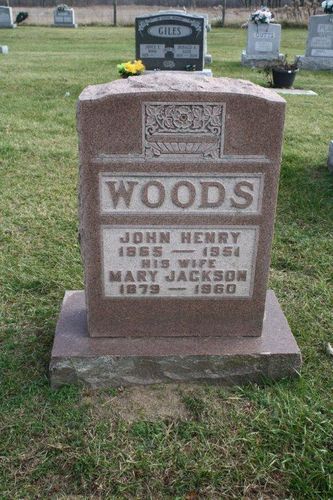 GILES
WOODS
JOHN HENRY
1865 — 1951
HIS WIFE
MARY JACKSON
1879 — 1960